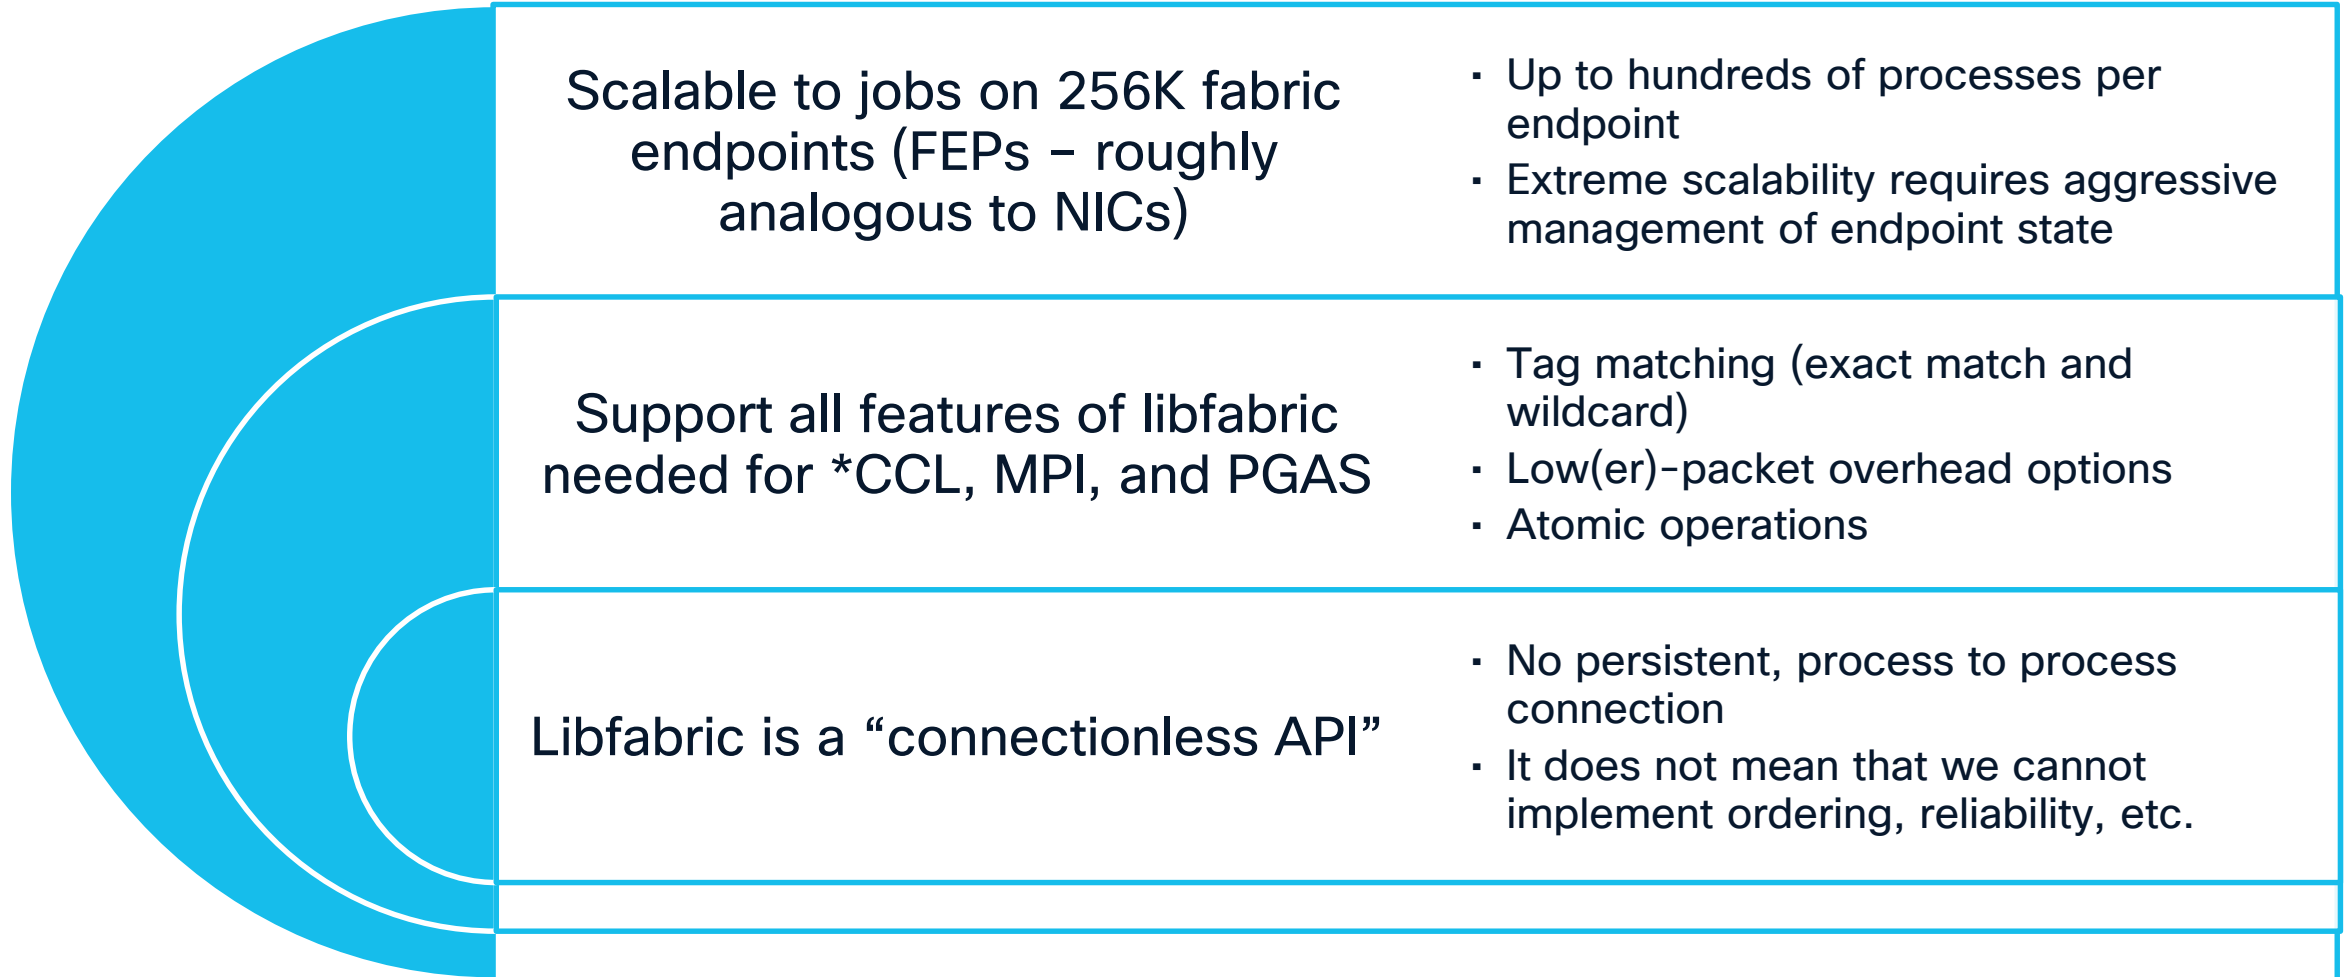 Scalable to jobs on 256K fabric
endpoints (FEPs – roughly
analogous to NICs)
▪ Up to hundreds of processes per
endpoint
▪ Extreme scalability requires aggressive
management of endpoint state
Support all features of libfabric
needed for *CCL, MPI, and PGAS
▪ Tag matching (exact match and
wildcard)
▪ Low(er)-packet overhead options
▪ Atomic operations
Libfabric is a “connectionless API”
▪ No persistent, process to process
connection
▪ It does not mean that we cannot
implement ordering, reliability, etc.